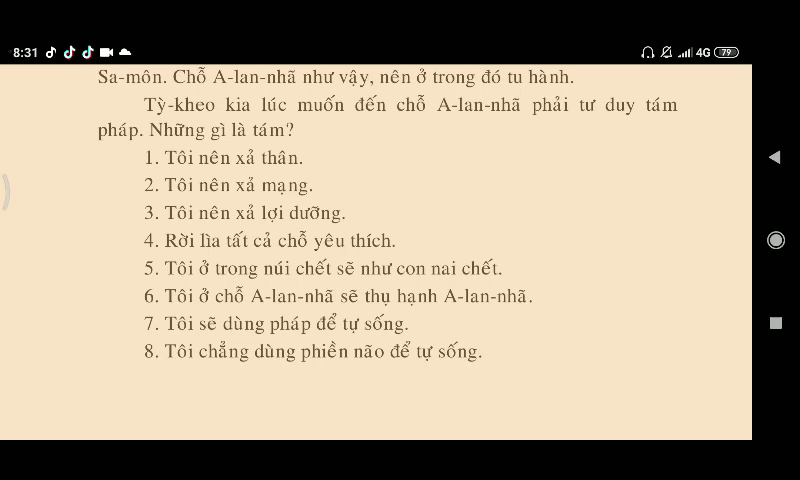 8:31
4G 79
Sa-môn. Chỗ A-lan-nhã như vậy, nên ở trong đó tu hành.
Tỳ-kheo kia lúc muốn đến chỗ A-lan-nhã phải tư duy tám
pháp. Những gì là tám?
1. Tôi nên xả thân.
2. Tôi nên xả mạng.
3. Tôi nên xả lợi dưỡng.
4. Rời lìa tất cả chỗ yêu thích.
5. Tôi ở trong núi chết sẽ như con nai chết.
6. Tôi ở chỗ A-lan-nhã sẽ thụ hạnh A-lan-nhã.
7. Tôi sẽ dùng pháp để tự sống.
8. Tôi chẳng dùng phiền não để tự sống.